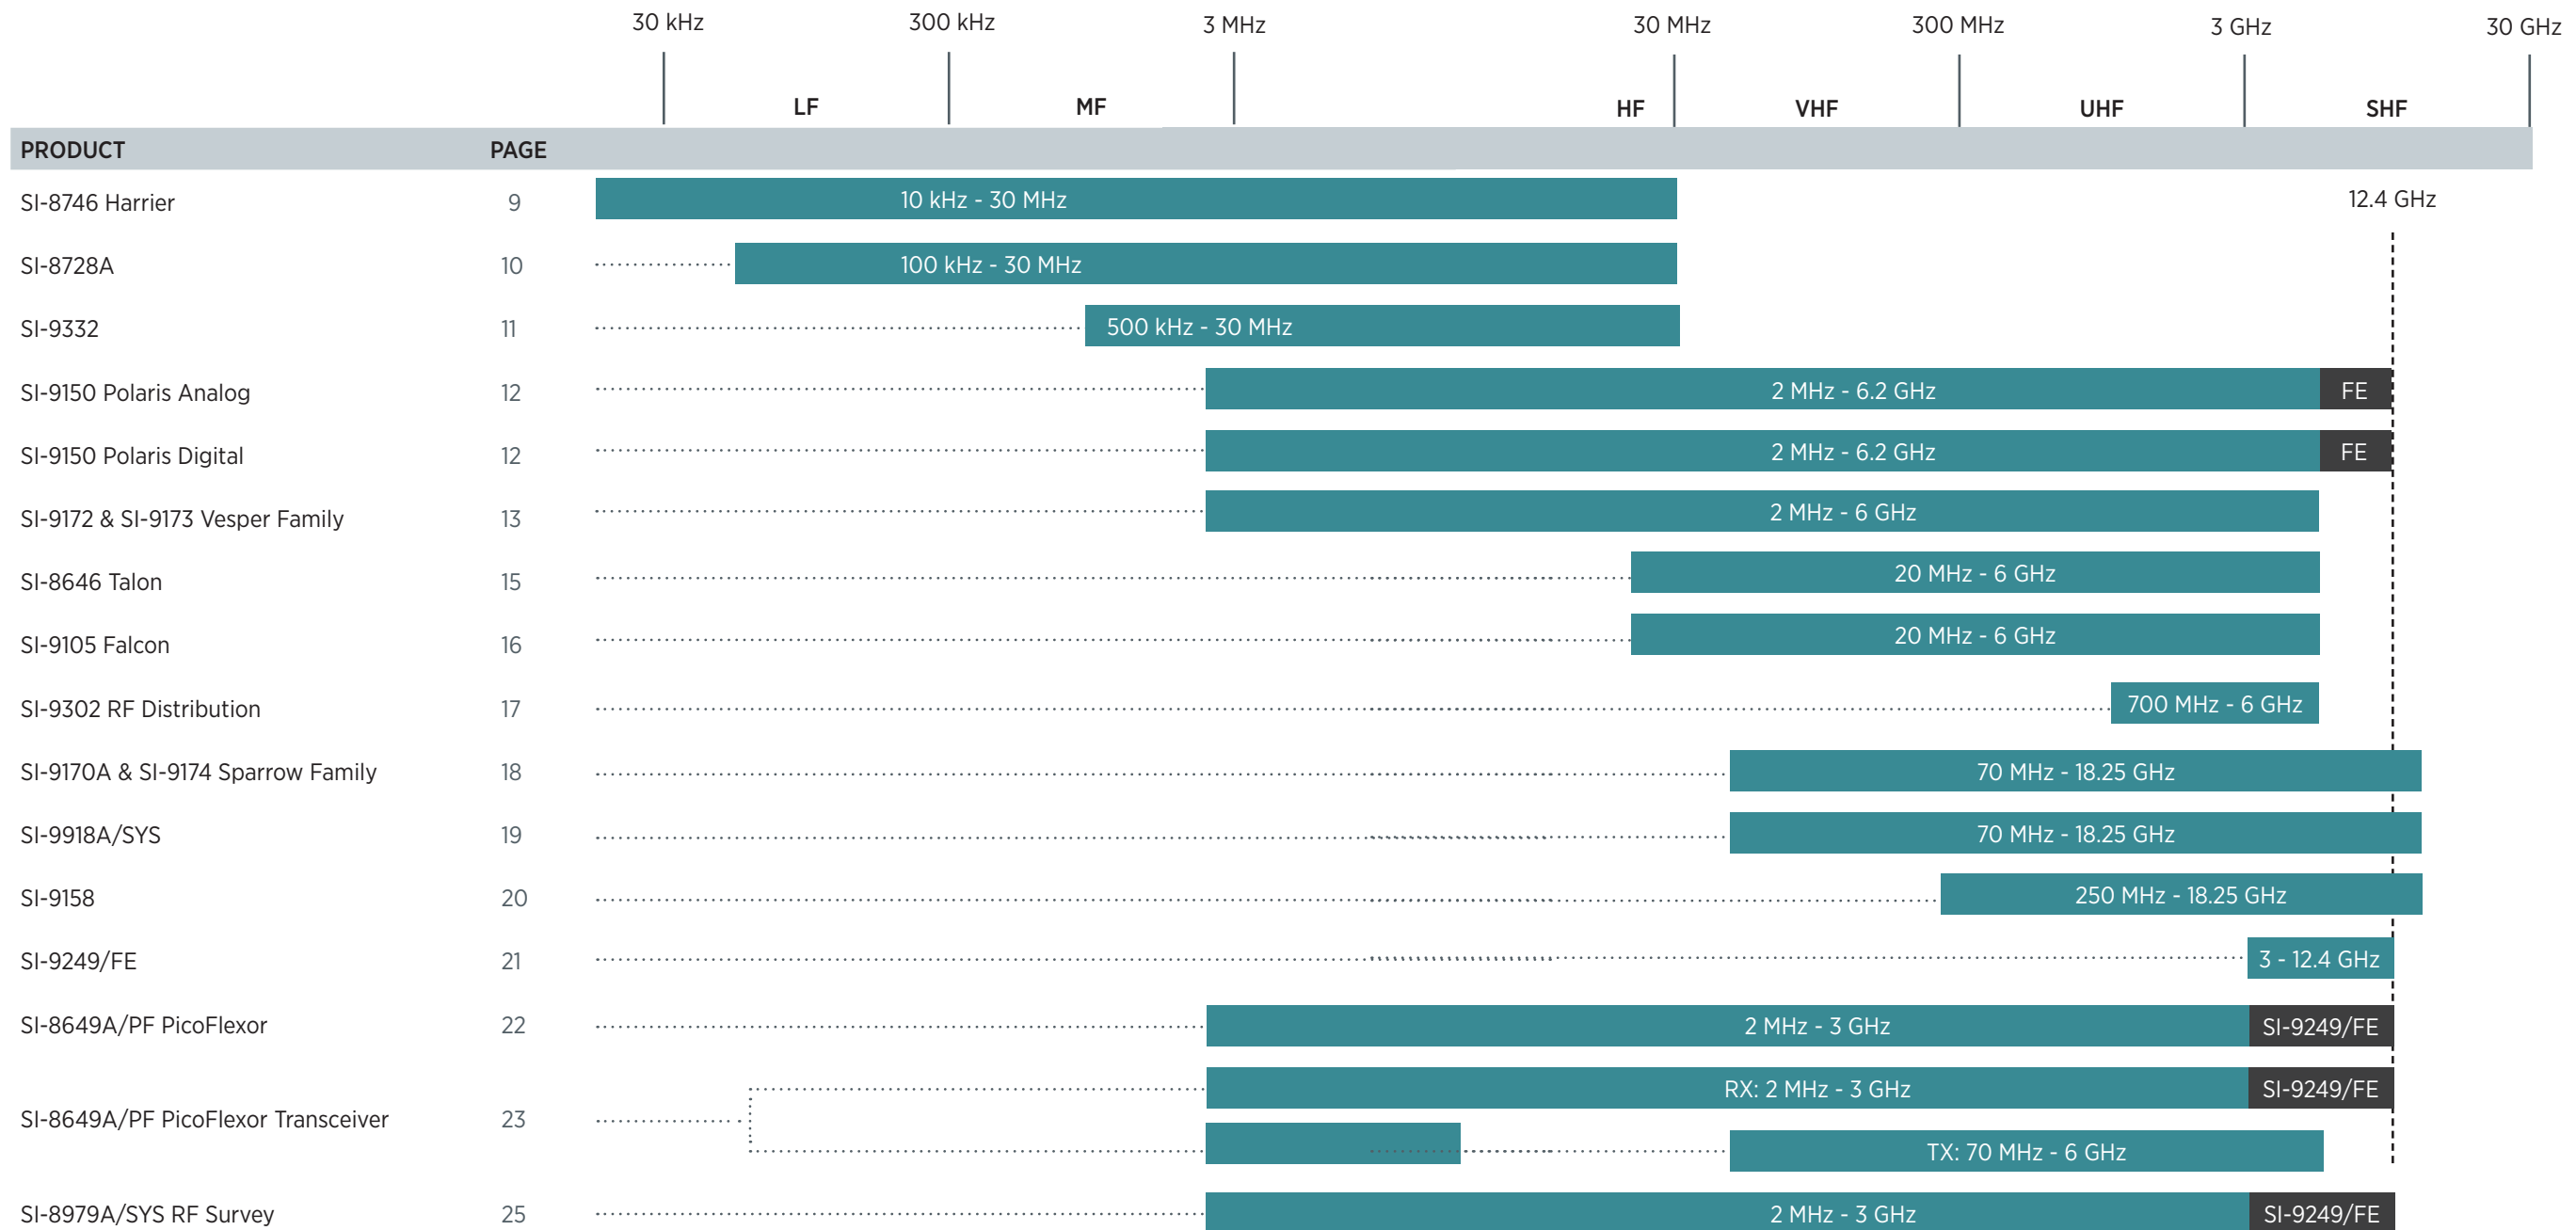 30 kHz 300 kHz 3 MHz 30 MHz 300 MHz 3 GHz 30 GHz
LF MF HF VHF UHF SHF
PRODUCT PAGE
SI-8746 Harrier 9 10 kHz - 30 MHz 12.4 GHz
SI-8728A 10 100 kHz - 30 MHz
SI-9332 11 500 kHz - 30 MHz
SI-9150 Polaris Analog 12 2 MHz - 6.2 GHz FE
SI-9150 Polaris Digital 12 2 MHz - 6.2 GHz FE
SI-9172 & SI-9173 Vesper Family 13 2 MHz - 6 GHz
SI-8646 Talon 15 20 MHz - 6 GHz
SI-9105 Falcon 16 20 MHz - 6 GHz
SI-9302 RF Distribution 17 700 MHz - 6 GHz
SI-9170A & SI-9174 Sparrow Family 18 70 MHz - 18.25 GHz
SI-9918A/SYS 19 70 MHz - 18.25 GHz
SI-9158 20 250 MHz - 18.25 GHz
SI-9249/FE 21 3 - 12.4 GHz
SI-8649A/PF PicoFlexor 22 2 MHz - 3 GHz SI-9249/FE
RX: 2 MHz - 3 GHz SI-9249/FE
SI-8649A/PF PicoFlexor Transceiver 23
TX: 70 MHz - 6 GHz
SI-8979A/SYS RF Survey 25 2 MHz - 3 GHz SI-9249/FE